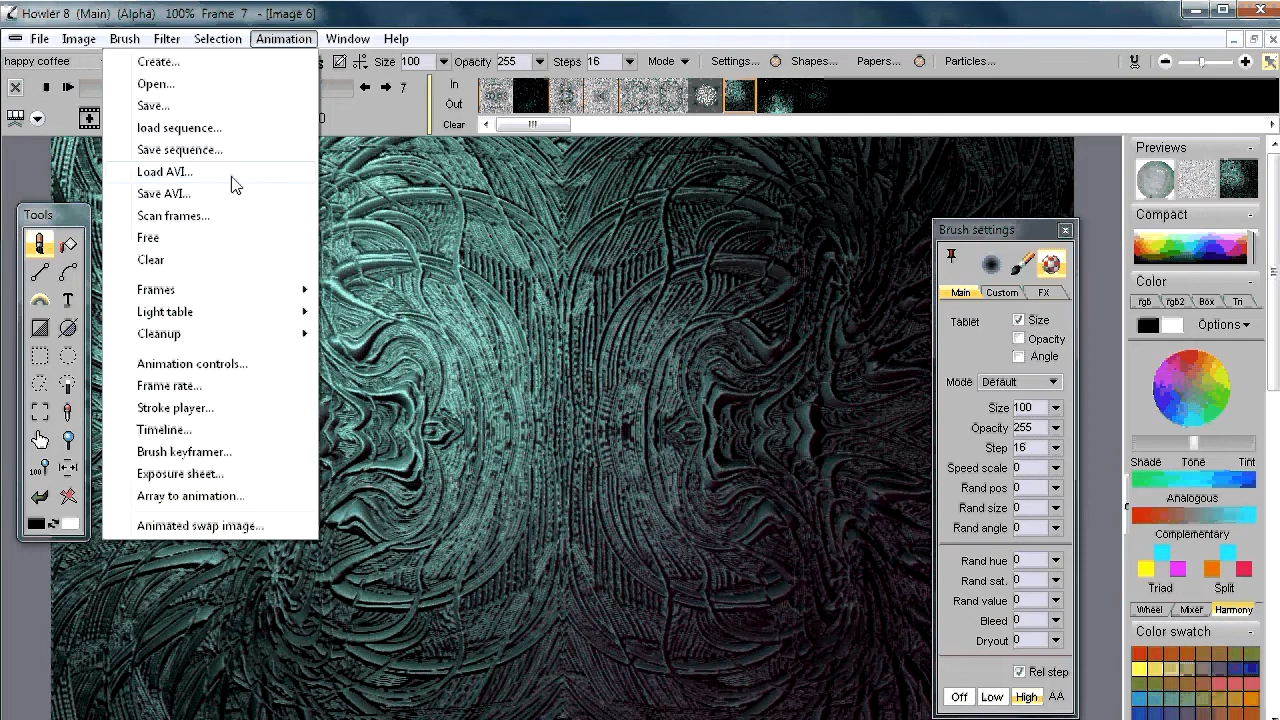 Howler 8 (Main) (Alpha) 100% Frame 7 - [Image 6]
File Image Brush Filter Selection Animation Window Help
happy coffee Size 100 Opacity 255 Step 16 Mode Settings... Shapes... Papers... Particles...
7 In
Out
Clear
Create...
Open...
Save...
load sequence...
Save sequence...
Load AVI...
Save AVI...
Scan frames...
Free
Clear
Frames
Light table
Cleanup
Animation controls...
Frame rate...
Stroke player...
Timeline...
Brush keyframer...
Exposure sheet...
Array to animation...
Animated swap image...
Tools
T
100
Brush settings
Main Custom FX
Tablet Size
Opacity
Angle
Mode Default
Size 100
Opacity 255
Step 16
Speed scale 0
Rand pos 0
Rand size 0
Rand angle 0
Rand hue 0
Rand sat. 0
Rand value 0
Bleed 0
Dryout 0
Rel step
Off Low High AA
Previews
Compact
Color
rgb rgb2 Box Tri
Options
Shade Tone Tint
Analogous
Complementary
Triad Split
Wheel Mixer Harmony
Color swatch